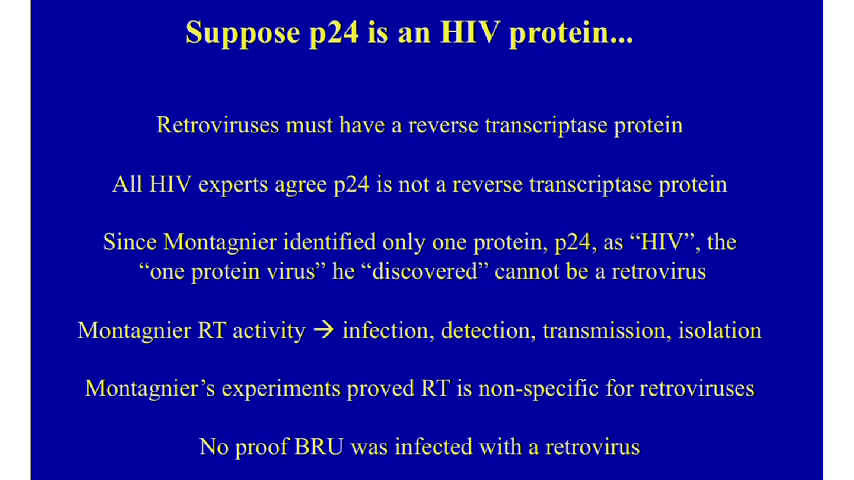 Suppose p24 is an HIV protein...
Retroviruses must have a reverse transcriptase protein
All HIV experts agree p24 is not a reverse transcriptase protein
Since Montagnier identified only one protein, p24, as “HIV”, the
“one protein virus” he “discovered” cannot be a retrovirus
Montagnier RT activity → infection, detection, transmission, isolation
Montagnier’s experiments proved RT is non-specific for retroviruses
No proof BRU was infected with a retrovirus